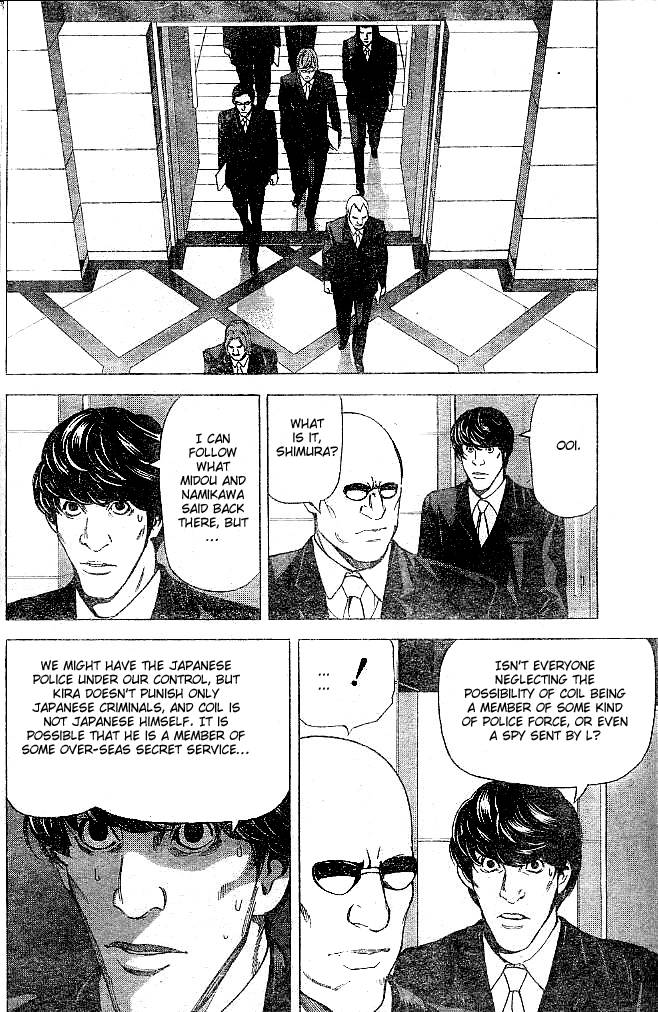 OOI.
WHAT
IS IT,
SHIMURA?
I CAN
FOLLOW
WHAT
MIDOU AND
NAMIKAWA
SAID BACK
THERE, BUT
...
ISN'T EVERYONE
NEGLECTING THE
POSSIBILITY OF COIL BEING
A MEMBER OF SOME KIND
OF POLICE FORCE, OR EVEN
A SPY SENT BY L?
!
...
...
WE MIGHT HAVE THE JAPANESE
POLICE UNDER OUR CONTROL, BUT
KIRA DOESN'T PUNISH ONLY
JAPANESE CRIMINALS, AND COIL IS
NOT JAPANESE HIMSELF. IT IS
POSSIBLE THAT HE IS A MEMBER OF
SOME OVER-SEAS SECRET SERVICE...